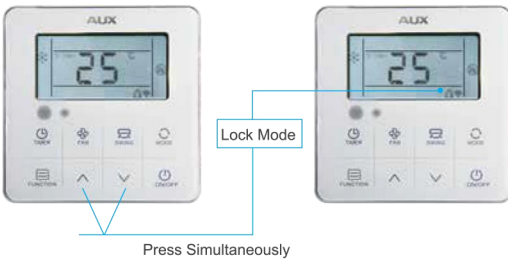 AUX
25 °C
TIMER FAN SWING MODE
FUNCTION ON/OFF
Lock Mode
AUX
25 °C
TIMER FAN SWING MODE
FUNCTION ON/OFF
Press Simultaneously